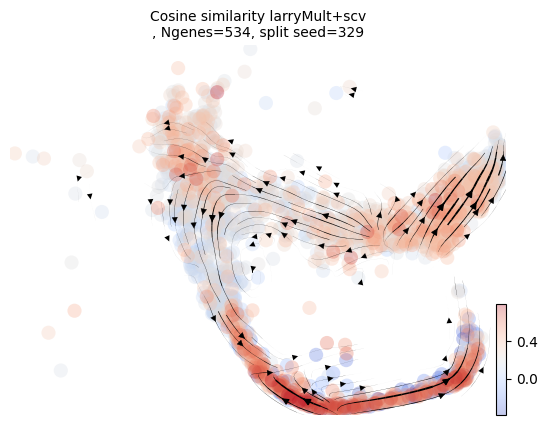 Cosine similarity larryMult+scv
, Ngenes=534, split seed=329
0.4
0.0